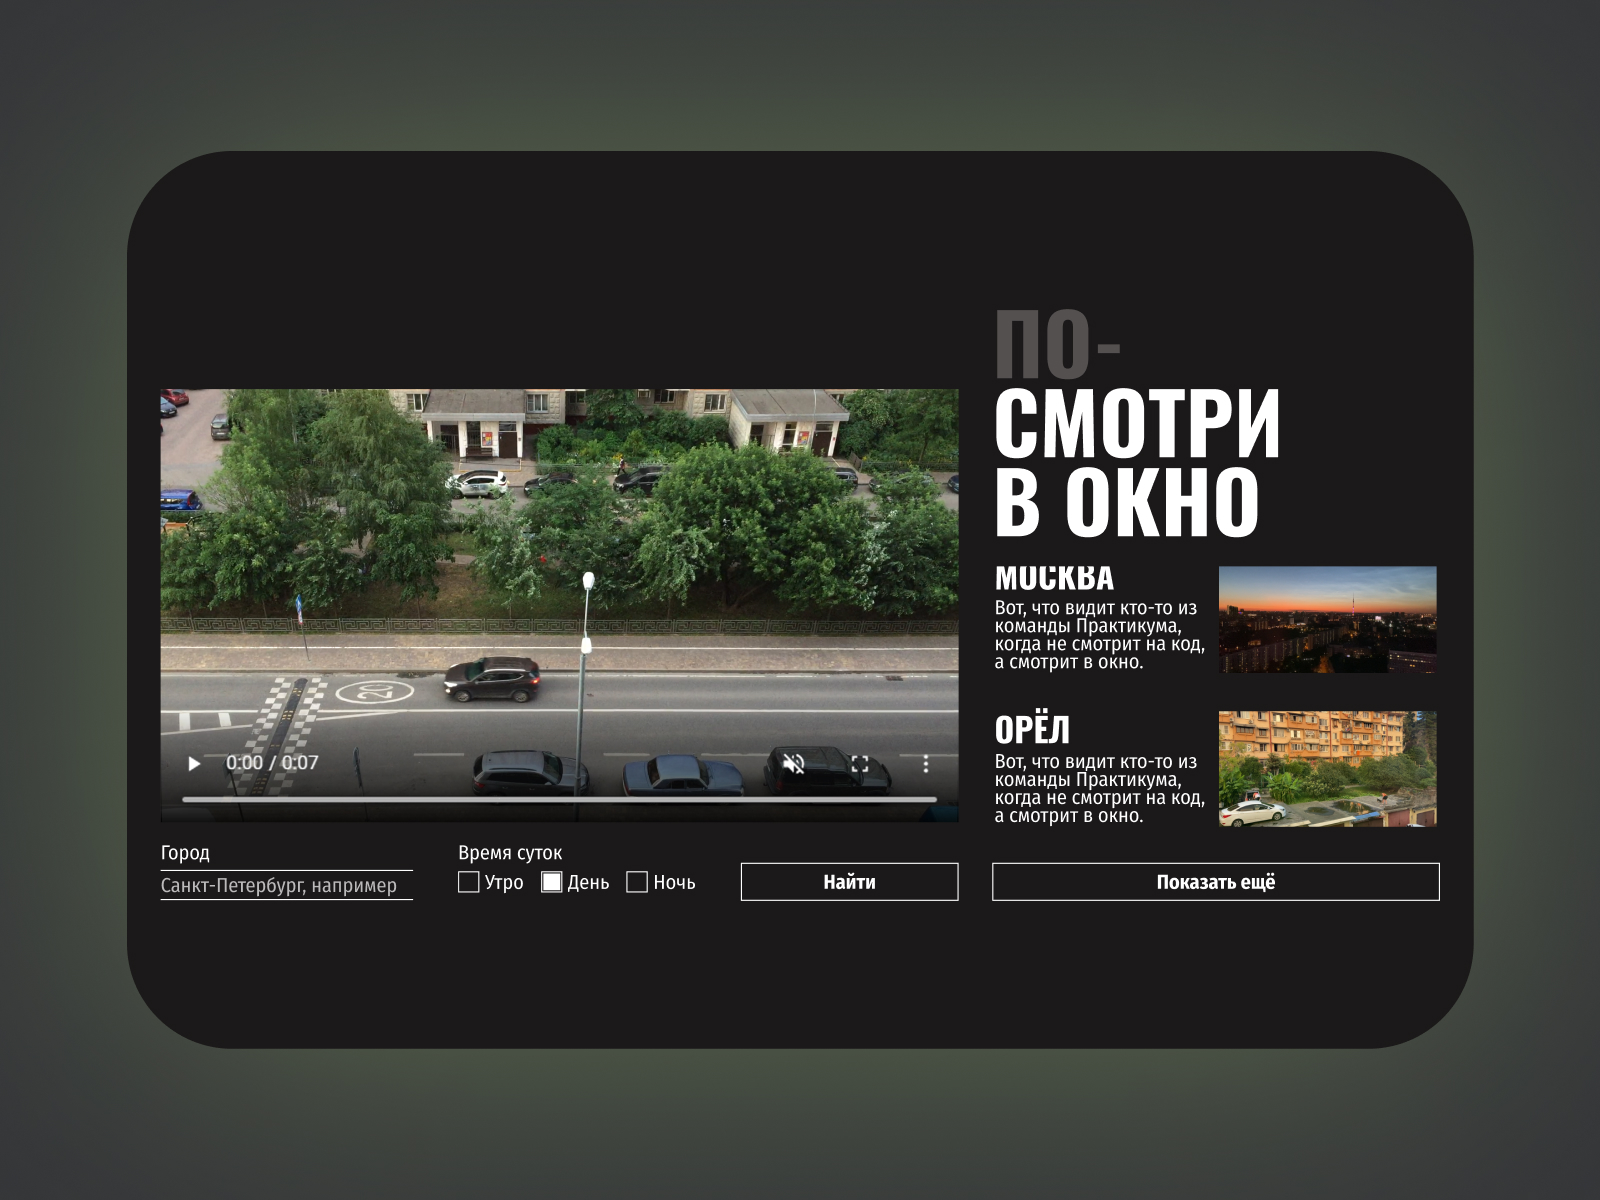 ПО-
СМОТРИ
В ОКНО
МОСКВА
Вот, что видит кто-то из
команды Практикума,
когда не смотрит на код,
а смотрит в окно.
ОРЁЛ
Вот, что видит кто-то из
команды Практикума,
когда не смотрит на код,
а смотрит в окно.
20
0:00 / 0:07
Город
Санкт-Петербург, например
Время суток
Утро День Ночь
Найти
Показать ещё